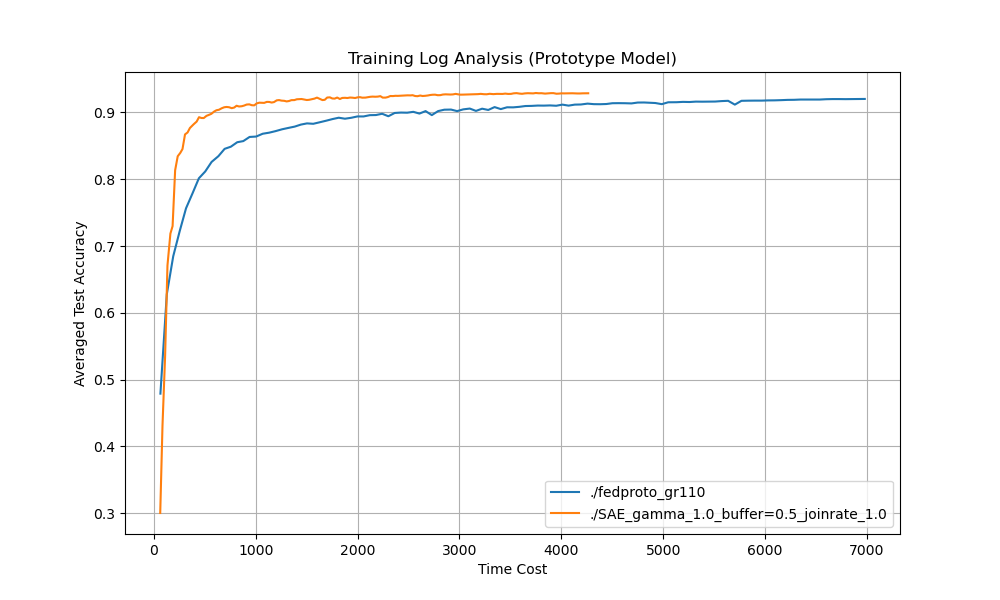 Training Log Analysis (Prototype Model)
Averaged Test Accuracy
0.9
0.8
0.7
0.6
0.5
0.4
0.3
./fedproto_gr110
./SAE_gamma_1.0_buffer=0.5_joinrate_1.0
0 1000 2000 3000 4000 5000 6000 7000
Time Cost